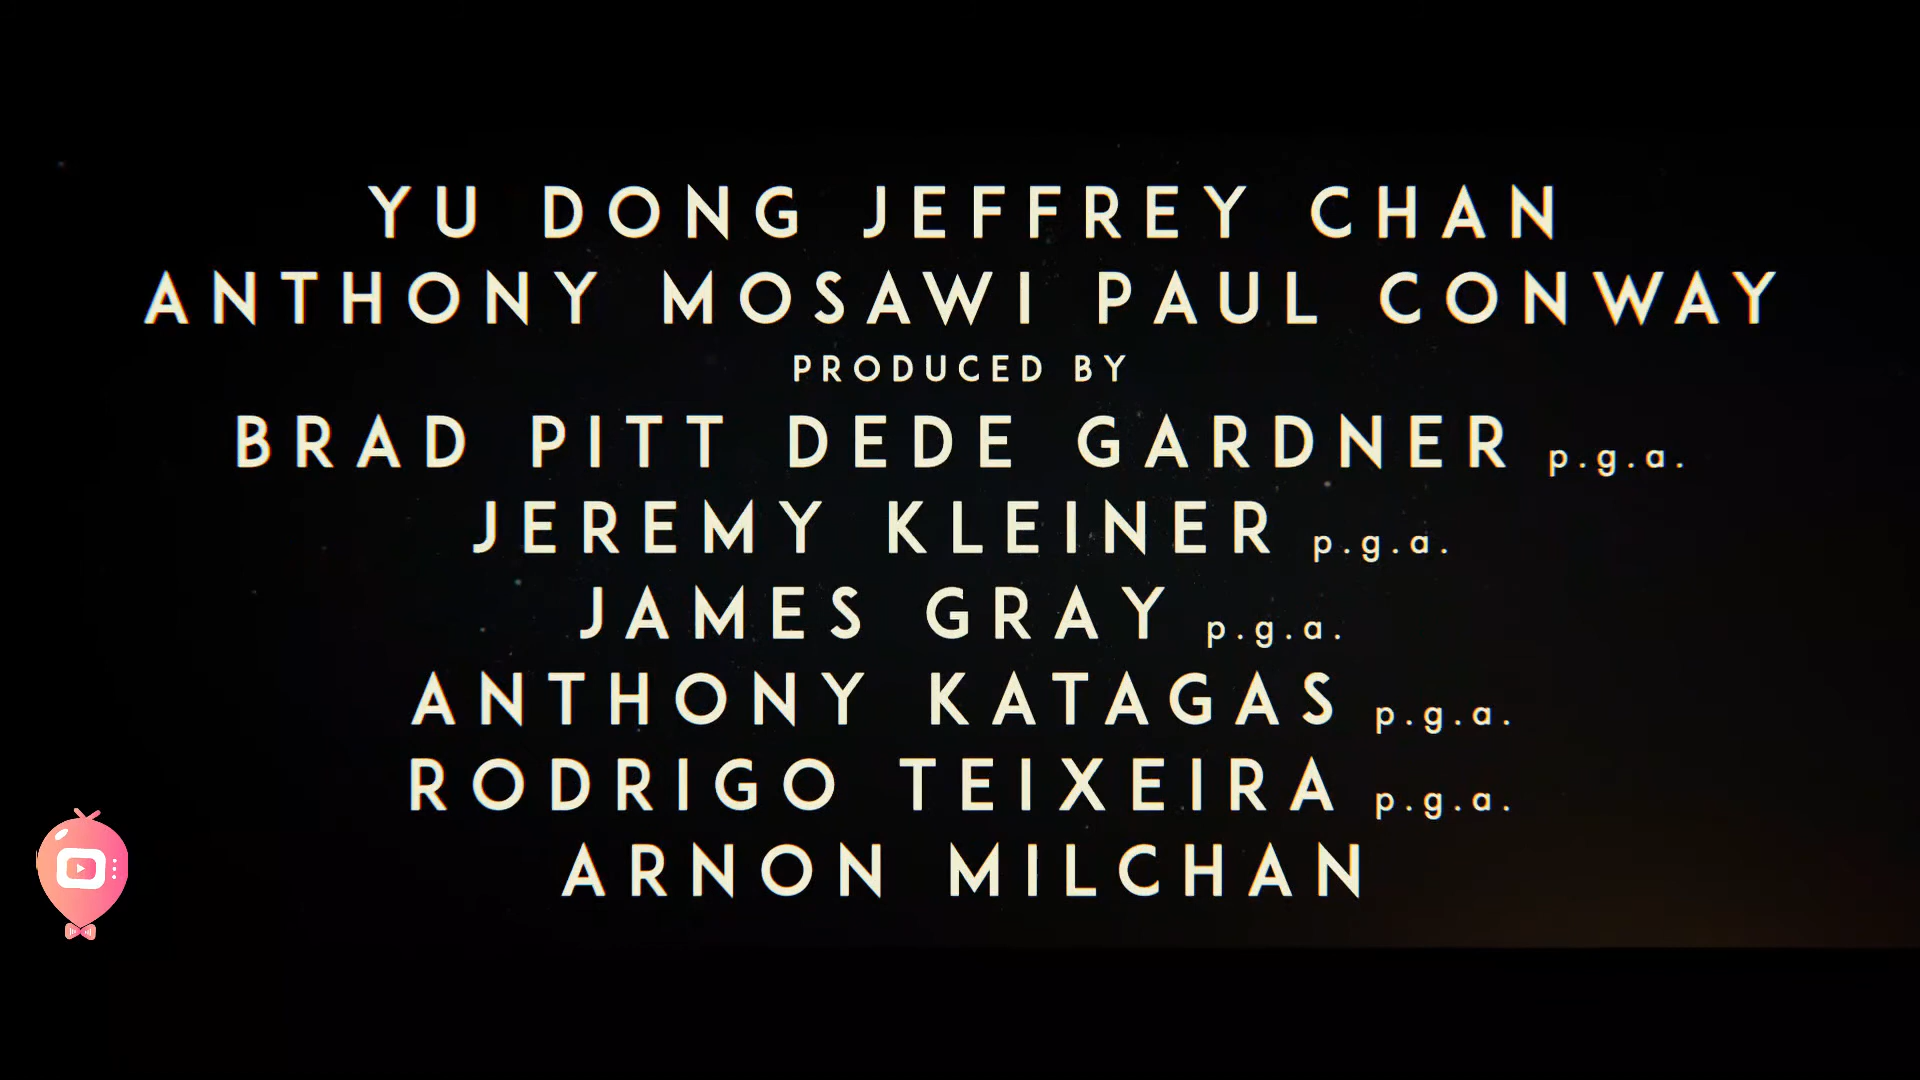 YU DONG JEFFREY CHAN
ANTHONY MOSAWI PAUL CONWAY
PRODUCED BY
BRAD PITT DEDE GARDNER p.g.a.
JEREMY KLEINER p.g.a.
JAMES GRAY p.g.a.
ANTHONY KATAGAS p.g.a.
RODRIGO TEIXEIRA p.g.a.
ARNON MILCHAN